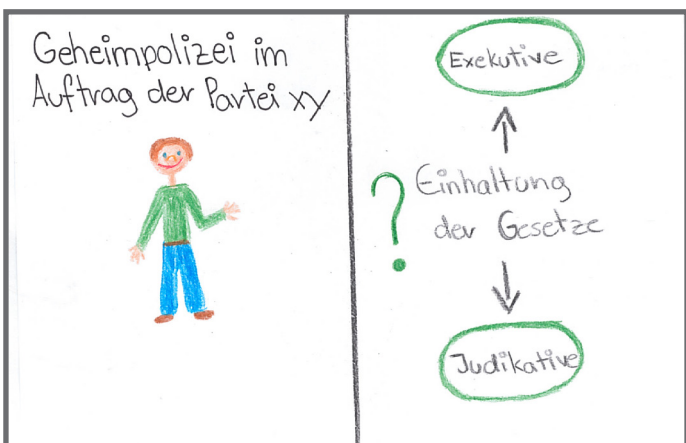 Geheimpolizei im
Auftrag der Partei xy
Exekutive
?
Einhaltung
der Gesetze
Judikative